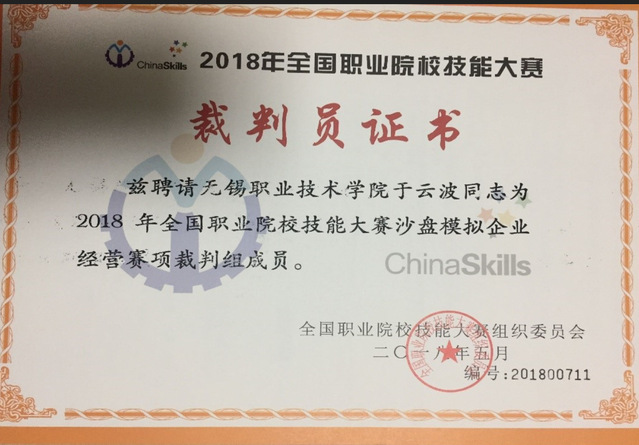 ChinaSkills 2018年全国职业院校技能大赛
裁判员证书
兹聘请无锡职业技术学院于云波同志为
2018 年全国职业院校技能大赛沙盘模拟企业
经营赛项裁判组成员。
ChinaSkills
全国职业院校技能大赛组织委员会
二〇一八年五月
编号:201800711